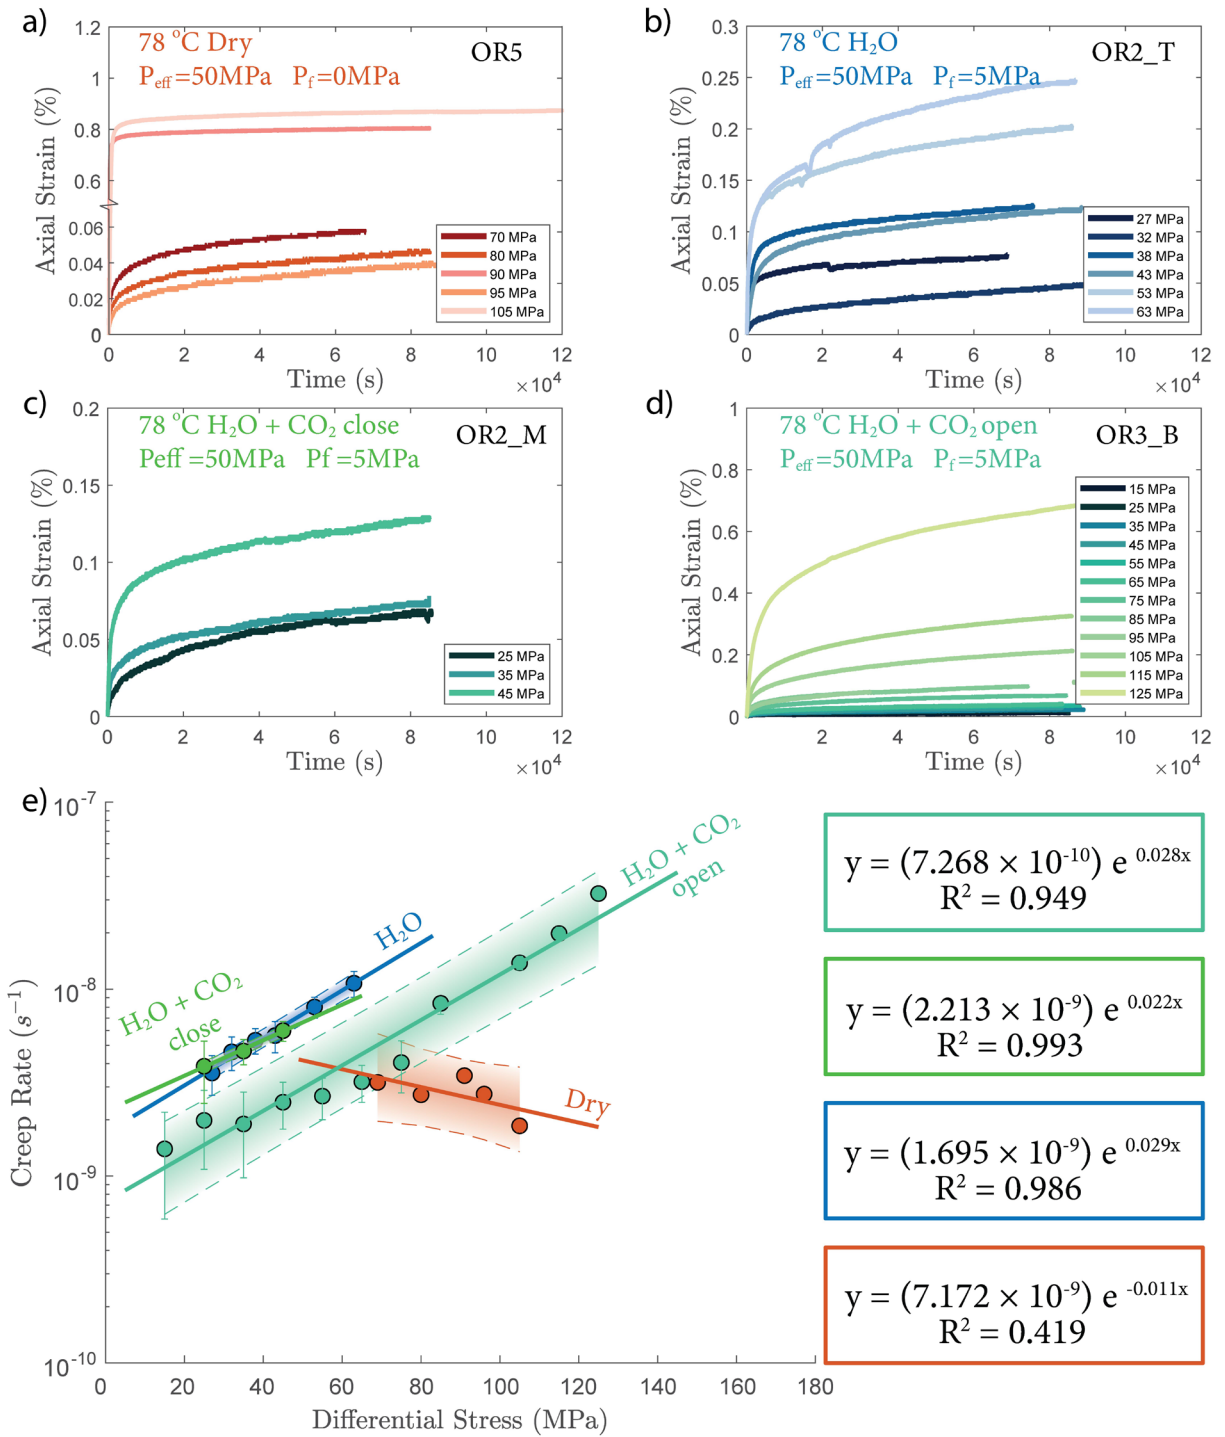 a)
78 °C Dry
OR5
Peff=50MPa Pf=0MPa
Axial Strain (%)
1.2
1
0.8
0.6
0.06
0.04
0.02
0
70 MPa
80 MPa
90 MPa
95 MPa
105 MPa
0 2 4 6 8 10 12
Time (s)
×10⁴
b)
78 °C H₂O
OR2_T
Peff=50MPa Pf=5MPa
Axial Strain (%)
0.3
0.25
0.2
0.15
0.1
0.05
0
27 MPa
32 MPa
38 MPa
43 MPa
53 MPa
63 MPa
0 2 4 6 8 10 12
Time (s)
×10⁴
c)
78 °C H₂O + CO₂ close
OR2_M
Peff=50MPa Pf=5MPa
Axial Strain (%)
0.2
0.15
0.1
0.05
0
25 MPa
35 MPa
45 MPa
0 2 4 6 8 10 12
Time (s)
×10⁴
d)
78 °C H₂O + CO₂ open
OR3_B
Peff=50MPa Pf=5MPa
Axial Strain (%)
1
0.8
0.6
0.4
0.2
0
15 MPa
25 MPa
35 MPa
45 MPa
55 MPa
65 MPa
75 MPa
85 MPa
95 MPa
105 MPa
115 MPa
125 MPa
2 4 6 8 10 12
Time (s)
×10⁴
e)
Creep Rate (s⁻¹)
10⁻⁷
10⁻⁸
10⁻⁹
10⁻¹⁰
H₂O + CO₂
open
H₂O
H₂O + CO₂
close
Dry
0 20 40 60 80 100 120 140 160 180
Differential Stress (MPa)
y = (7.268 × 10⁻¹⁰) e ⁰·⁰²⁸ˣ
R² = 0.949
y = (2.213 × 10⁻⁹) e ⁰·⁰²²ˣ
R² = 0.993
y = (1.695 × 10⁻⁹) e ⁰·⁰²⁹ˣ
R² = 0.986
y = (7.172 × 10⁻⁹) e ⁻⁰·⁰¹¹ˣ
R² = 0.419